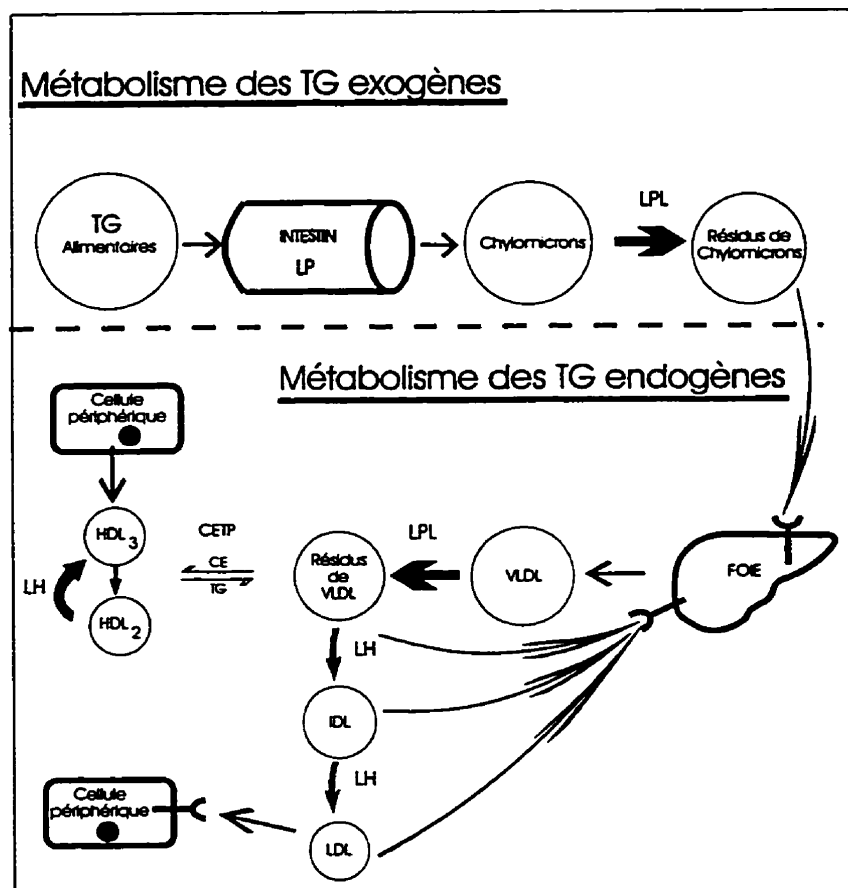 Métabolisme des TG exogènes
TG
Alimentaires
INTESTIN
LP
Chylomicrons
LPL
Résidus de
Chylomicrons
Métabolisme des TG endogènes
Cellule
périphérique
HDL3
LH
HDL2
CETP
CE
TG
Résidus
de
VLDL
LPL
VLDL
FOIE
LH
IDL
LH
LDL
Cellule
périphérique